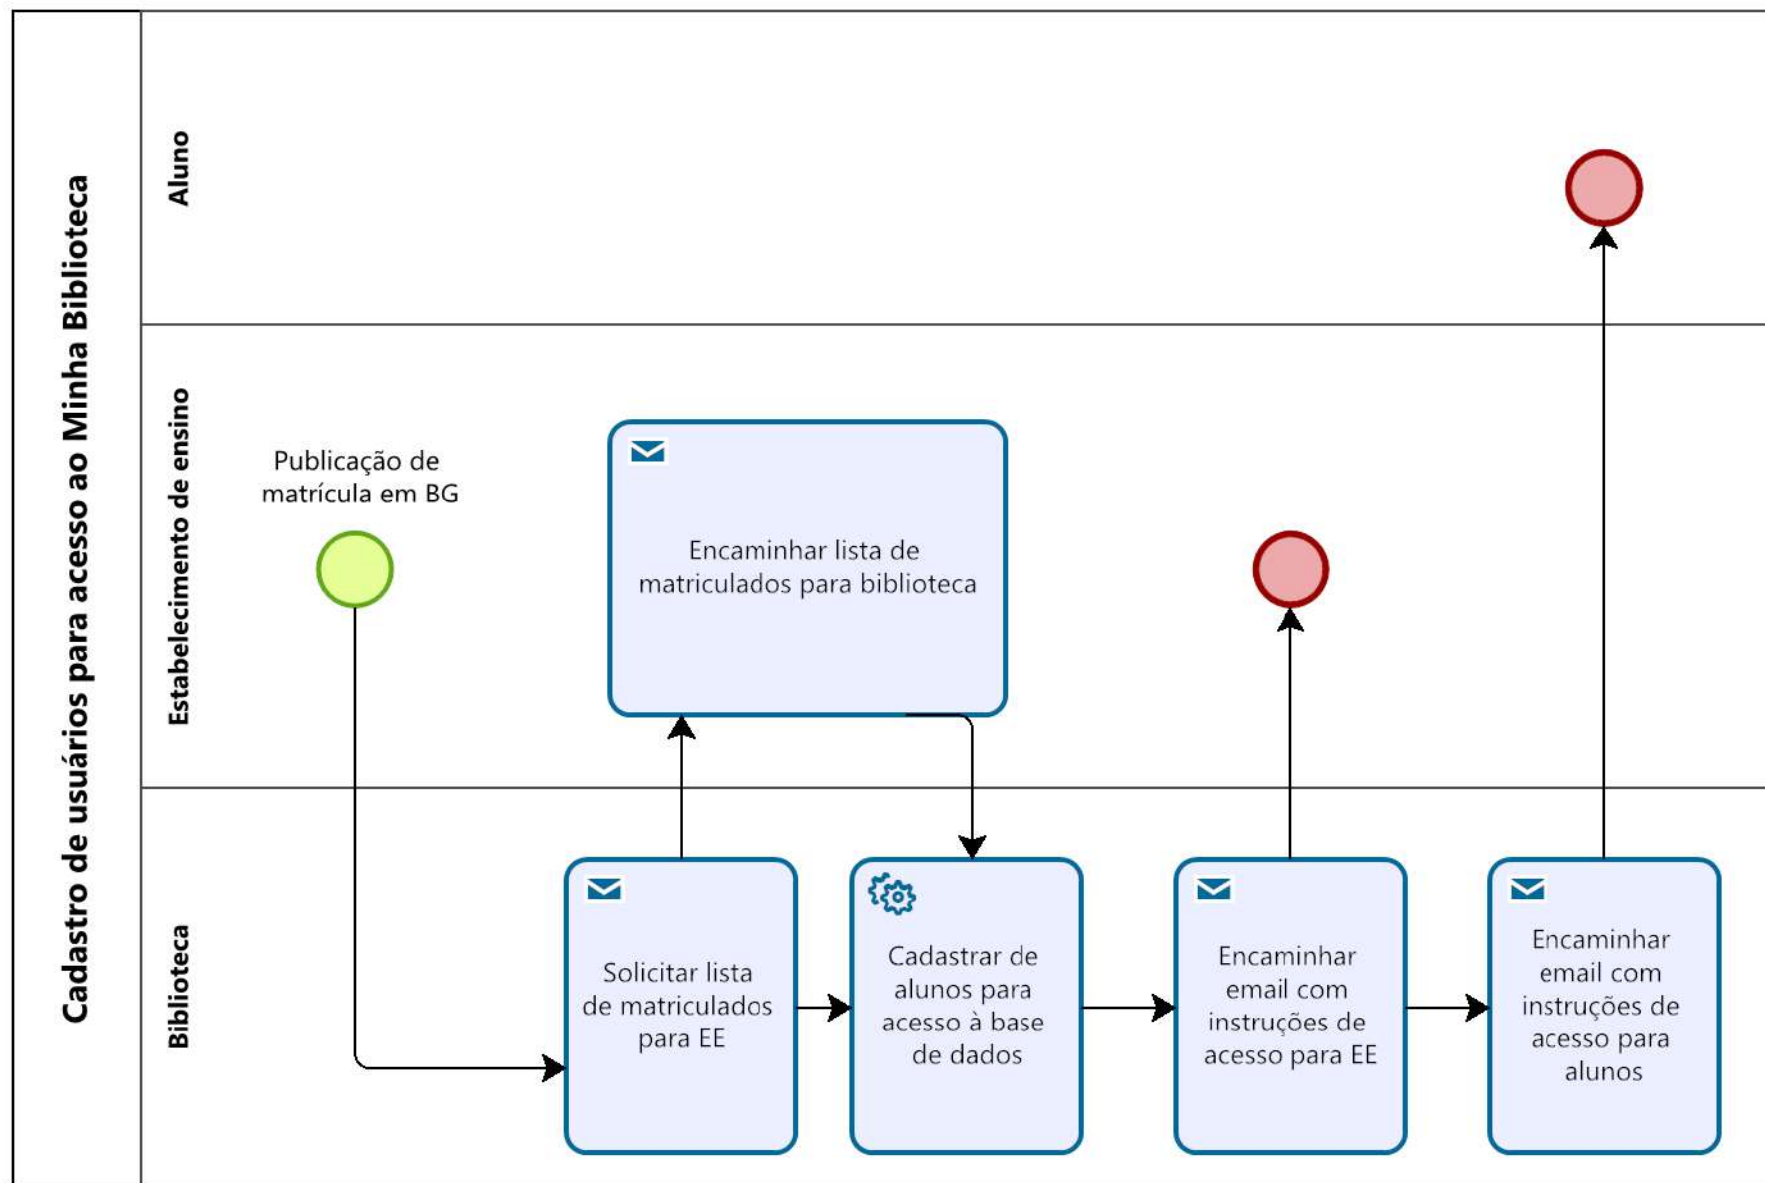 Cadastro de usuários para acesso ao Minha Biblioteca
Aluno
Estabelecimento de ensino
Publicação de
matrícula em BG
Encaminhar lista de
matriculados para biblioteca
Biblioteca
Solicitar lista
de matriculados
para EE
Cadastrar de
alunos para
acesso à base
de dados
Encaminhar
email com
instruções de
acesso para EE
Encaminhar
email com
instruções de
acesso para
alunos